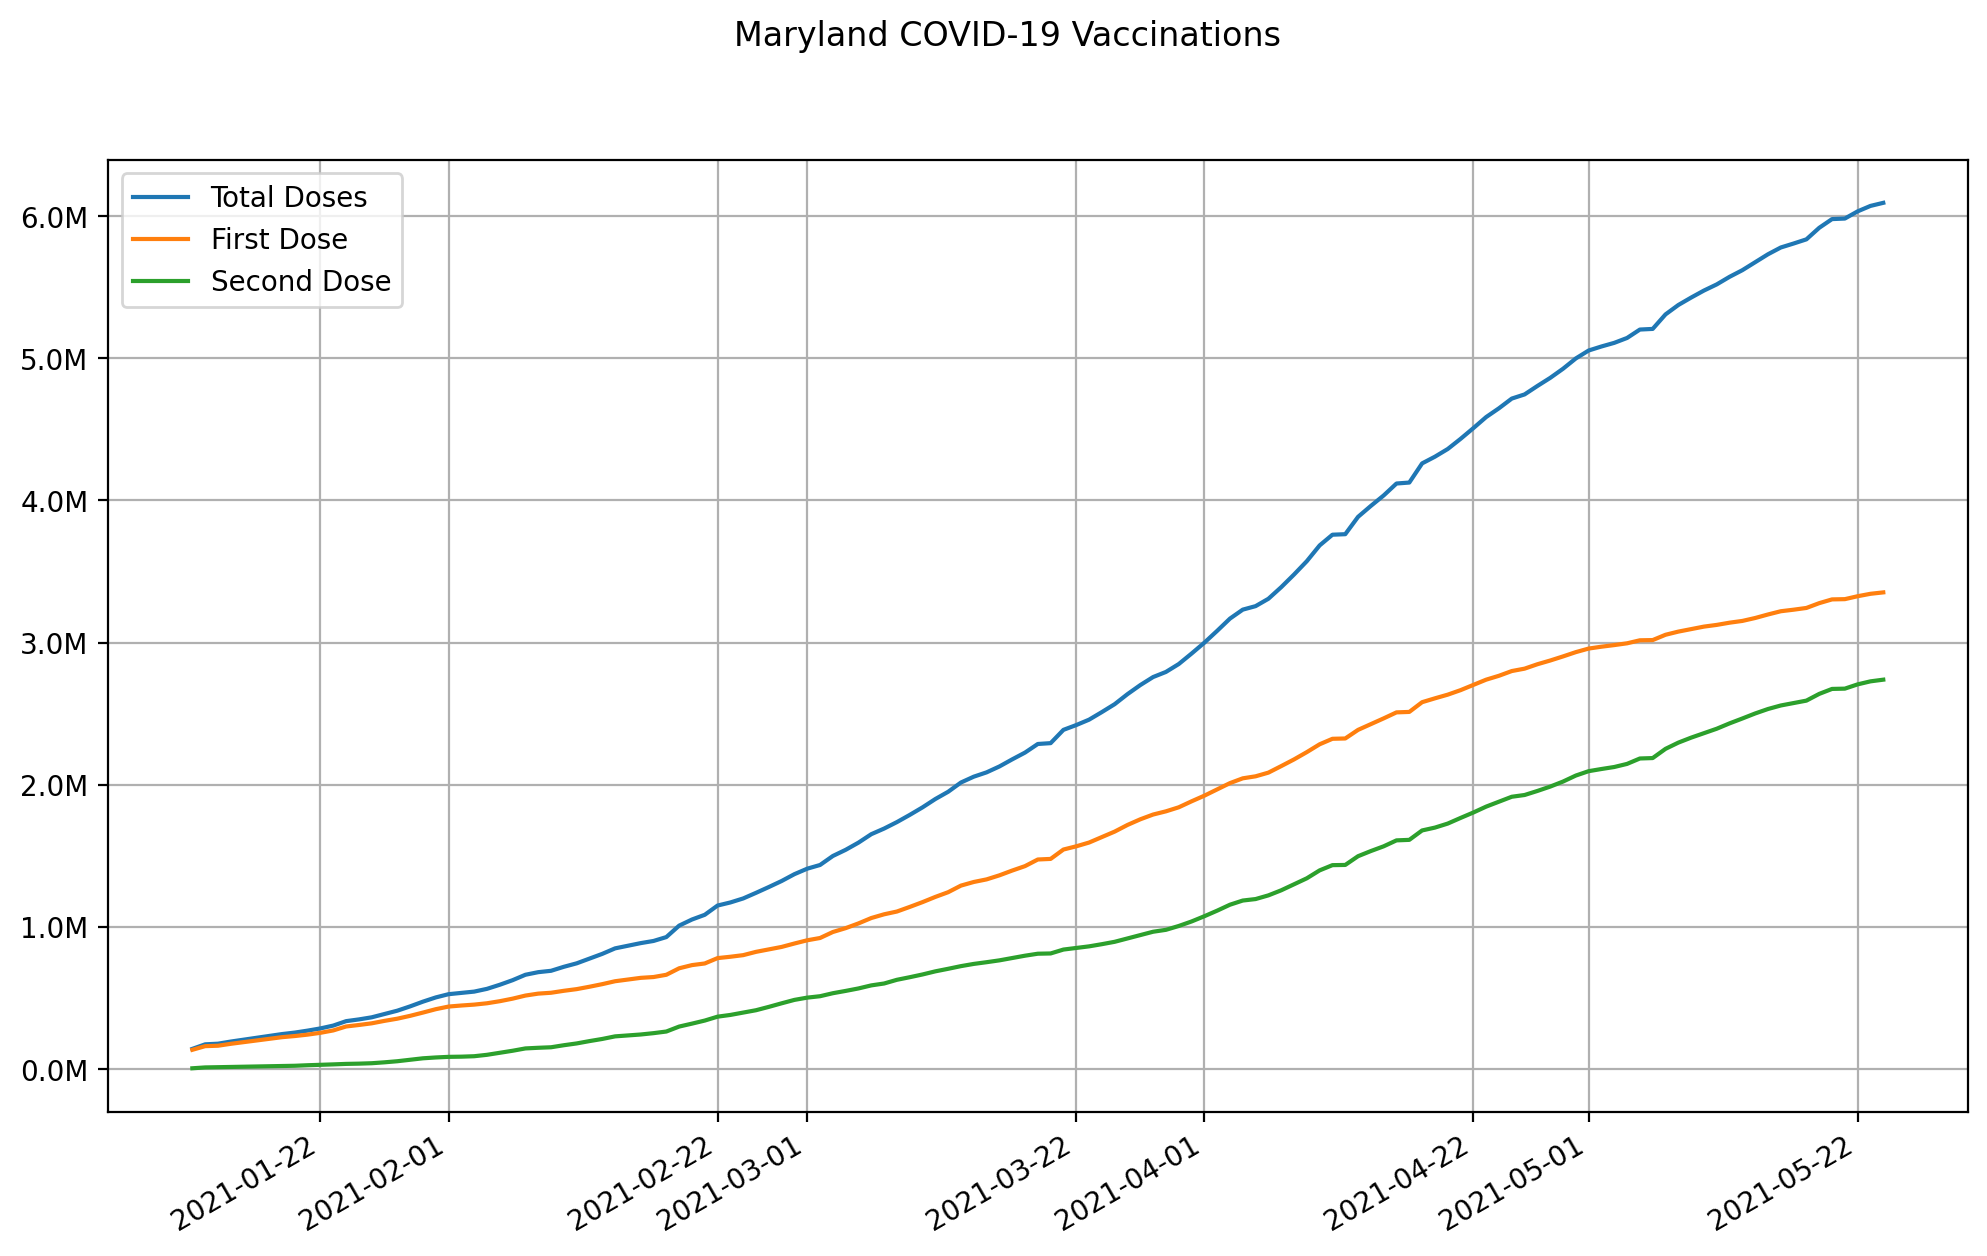 Maryland COVID-19 Vaccinations
Total Doses
First Dose
Second Dose
6.0M
5.0M
4.0M
3.0M
2.0M
1.0M
0.0M
2021-01-22
2021-02-01
2021-02-22
2021-03-01
2021-03-22
2021-04-01
2021-04-22
2021-05-01
2021-05-22